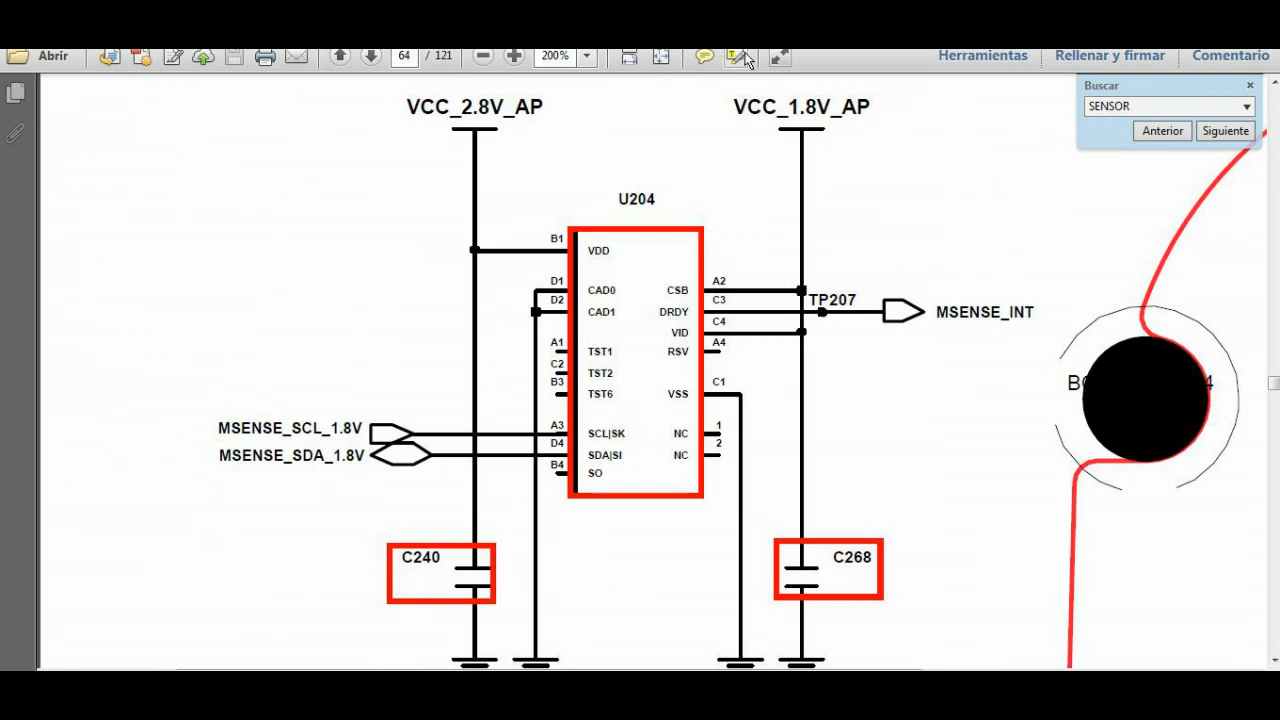 Abrir 64 / 121 200% Herramientas Rellenar y firmar Comentario
Buscar
SENSOR
Anterior Siguiente
VCC_2.8V_AP VCC_1.8V_AP
U204
B1 VDD
D1 CAD0 CSB A2
D2 CAD1 DRDY C3 TP207 MSENSE_INT
VID C4
A1 TST1 RSV A4
C2 TST2
B3 TST6 VSS C1
MSENSE_SCL_1.8V A3 SCL|SK NC 1
MSENSE_SDA_1.8V D4 SDA|SI NC 2
B4 SO
C240 C268